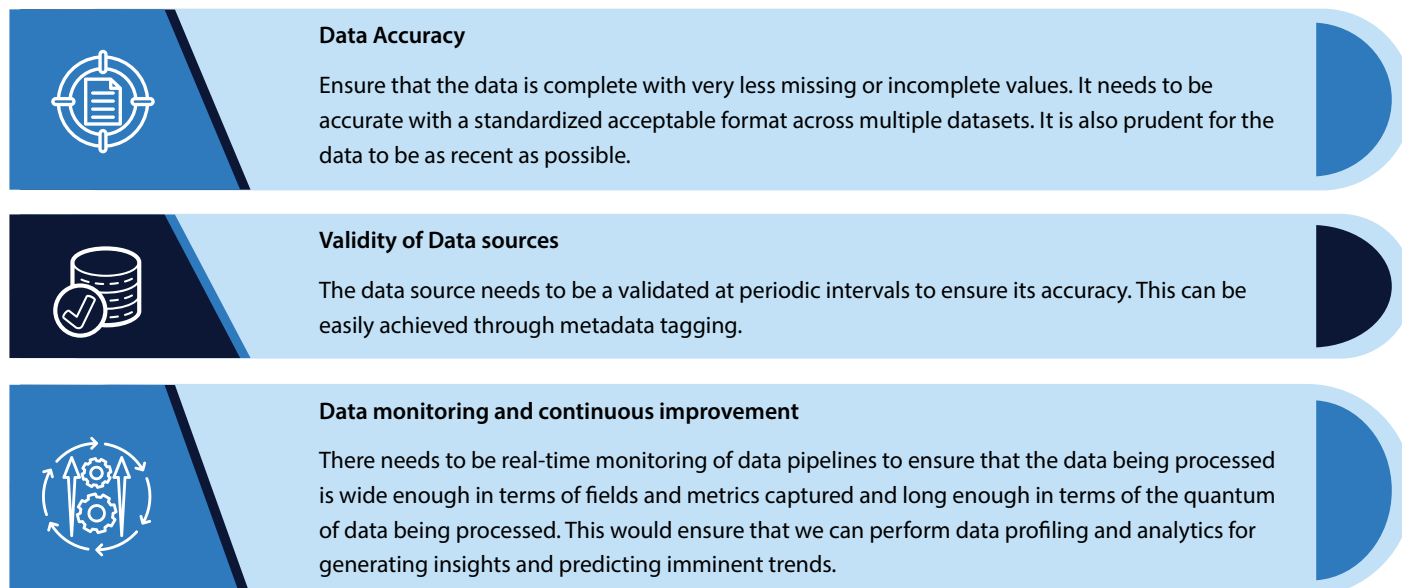 Data Accuracy
Ensure that the data is complete with very less missing or incomplete values. It needs to be
accurate with a standardized acceptable format across multiple datasets. It is also prudent for the
data to be as recent as possible.
Validity of Data sources
The data source needs to be a validated at periodic intervals to ensure its accuracy. This can be
easily achieved through metadata tagging.
Data monitoring and continuous improvement
There needs to be real-time monitoring of data pipelines to ensure that the data being processed
is wide enough in terms of fields and metrics captured and long enough in terms of the quantum
of data being processed. This would ensure that we can perform data profiling and analytics for
generating insights and predicting imminent trends.